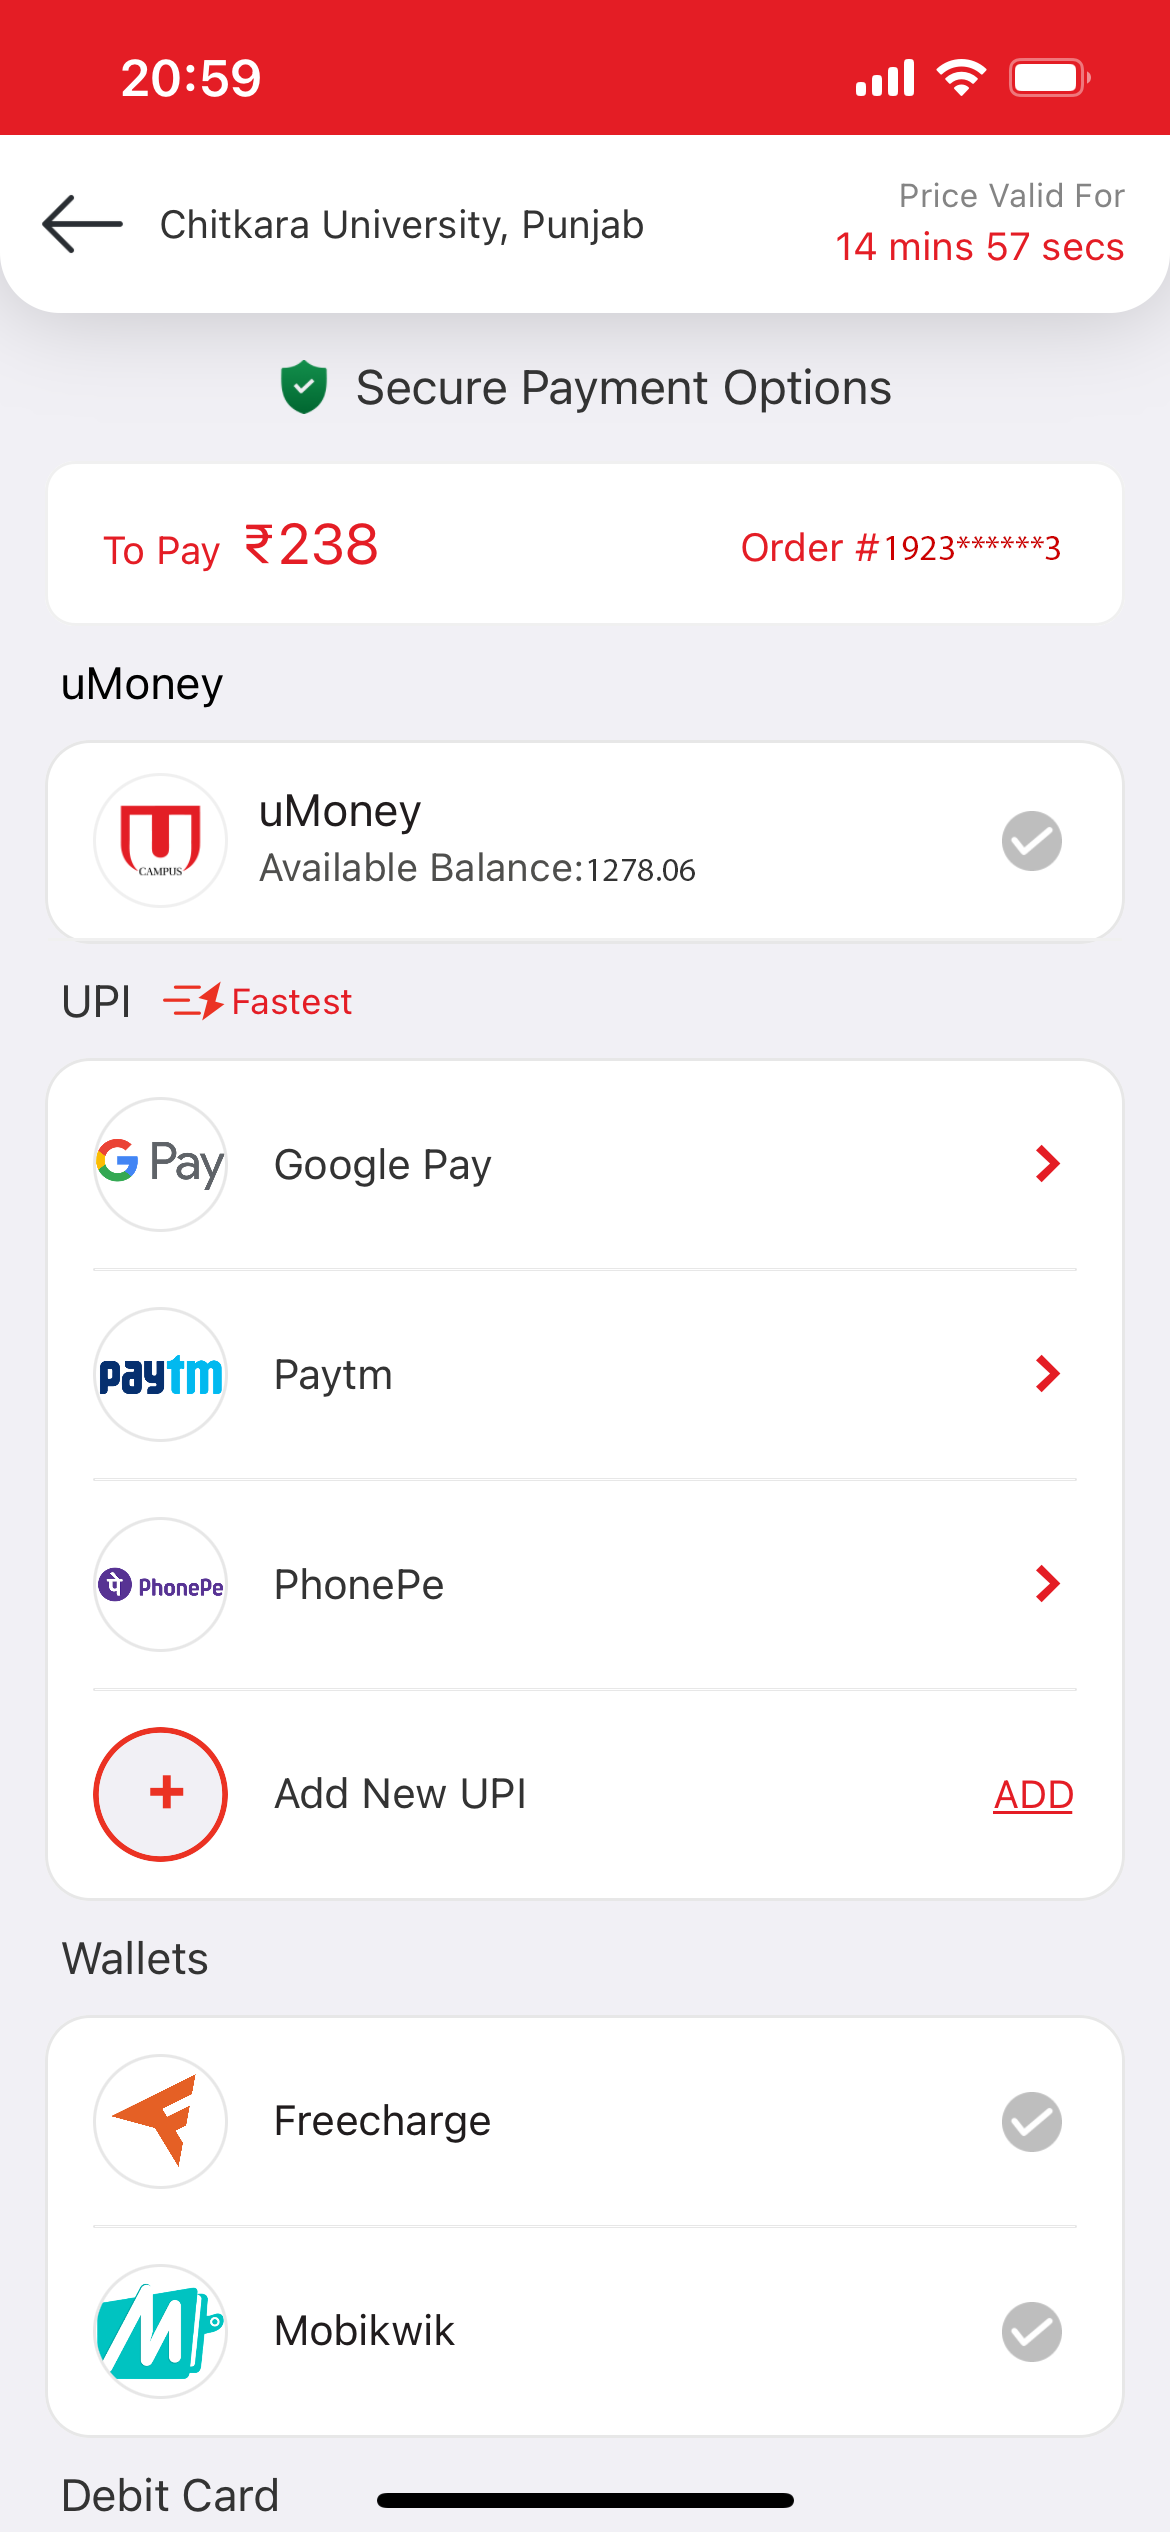 20:59
Chitkara University, Punjab
Price Valid For
14 mins 57 secs
Secure Payment Options
To Pay ₹238
Order #1923******3
uMoney
U
CAMPUS
uMoney
Available Balance:1278.06
UPI Fastest
G Pay
Google Pay
paytm
Paytm
पे PhonePe
PhonePe
+
Add New UPI
ADD
Wallets
Freecharge
M
Mobikwik
Debit Card